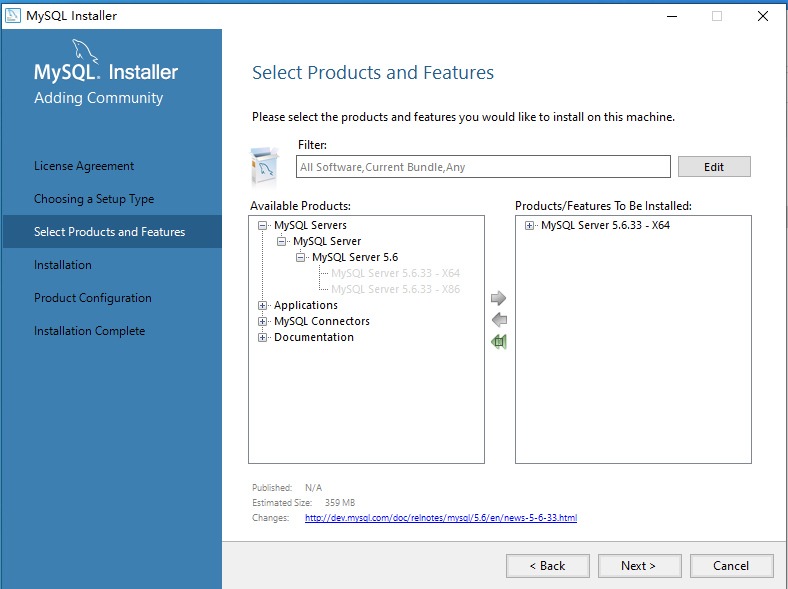 MySQL Installer
MySQL. Installer
Adding Community
License Agreement
Choosing a Setup Type
Select Products and Features
Installation
Product Configuration
Installation Complete
Select Products and Features
Please select the products and features you would like to install on this machine.
Filter:
All Software,Current Bundle,Any
Edit
Available Products:
MySQL Servers
MySQL Server
MySQL Server 5.6
MySQL Server 5.6.33 - X64
MySQL Server 5.6.33 - X86
Applications
MySQL Connectors
Documentation
Products/Features To Be Installed:
MySQL Server 5.6.33 - X64
Published: N/A
Estimated Size: 359 MB
Changes: http://dev.mysql.com/doc/relnotes/mysql/5.6/en/news-5-6-33.html
< Back
Next >
Cancel